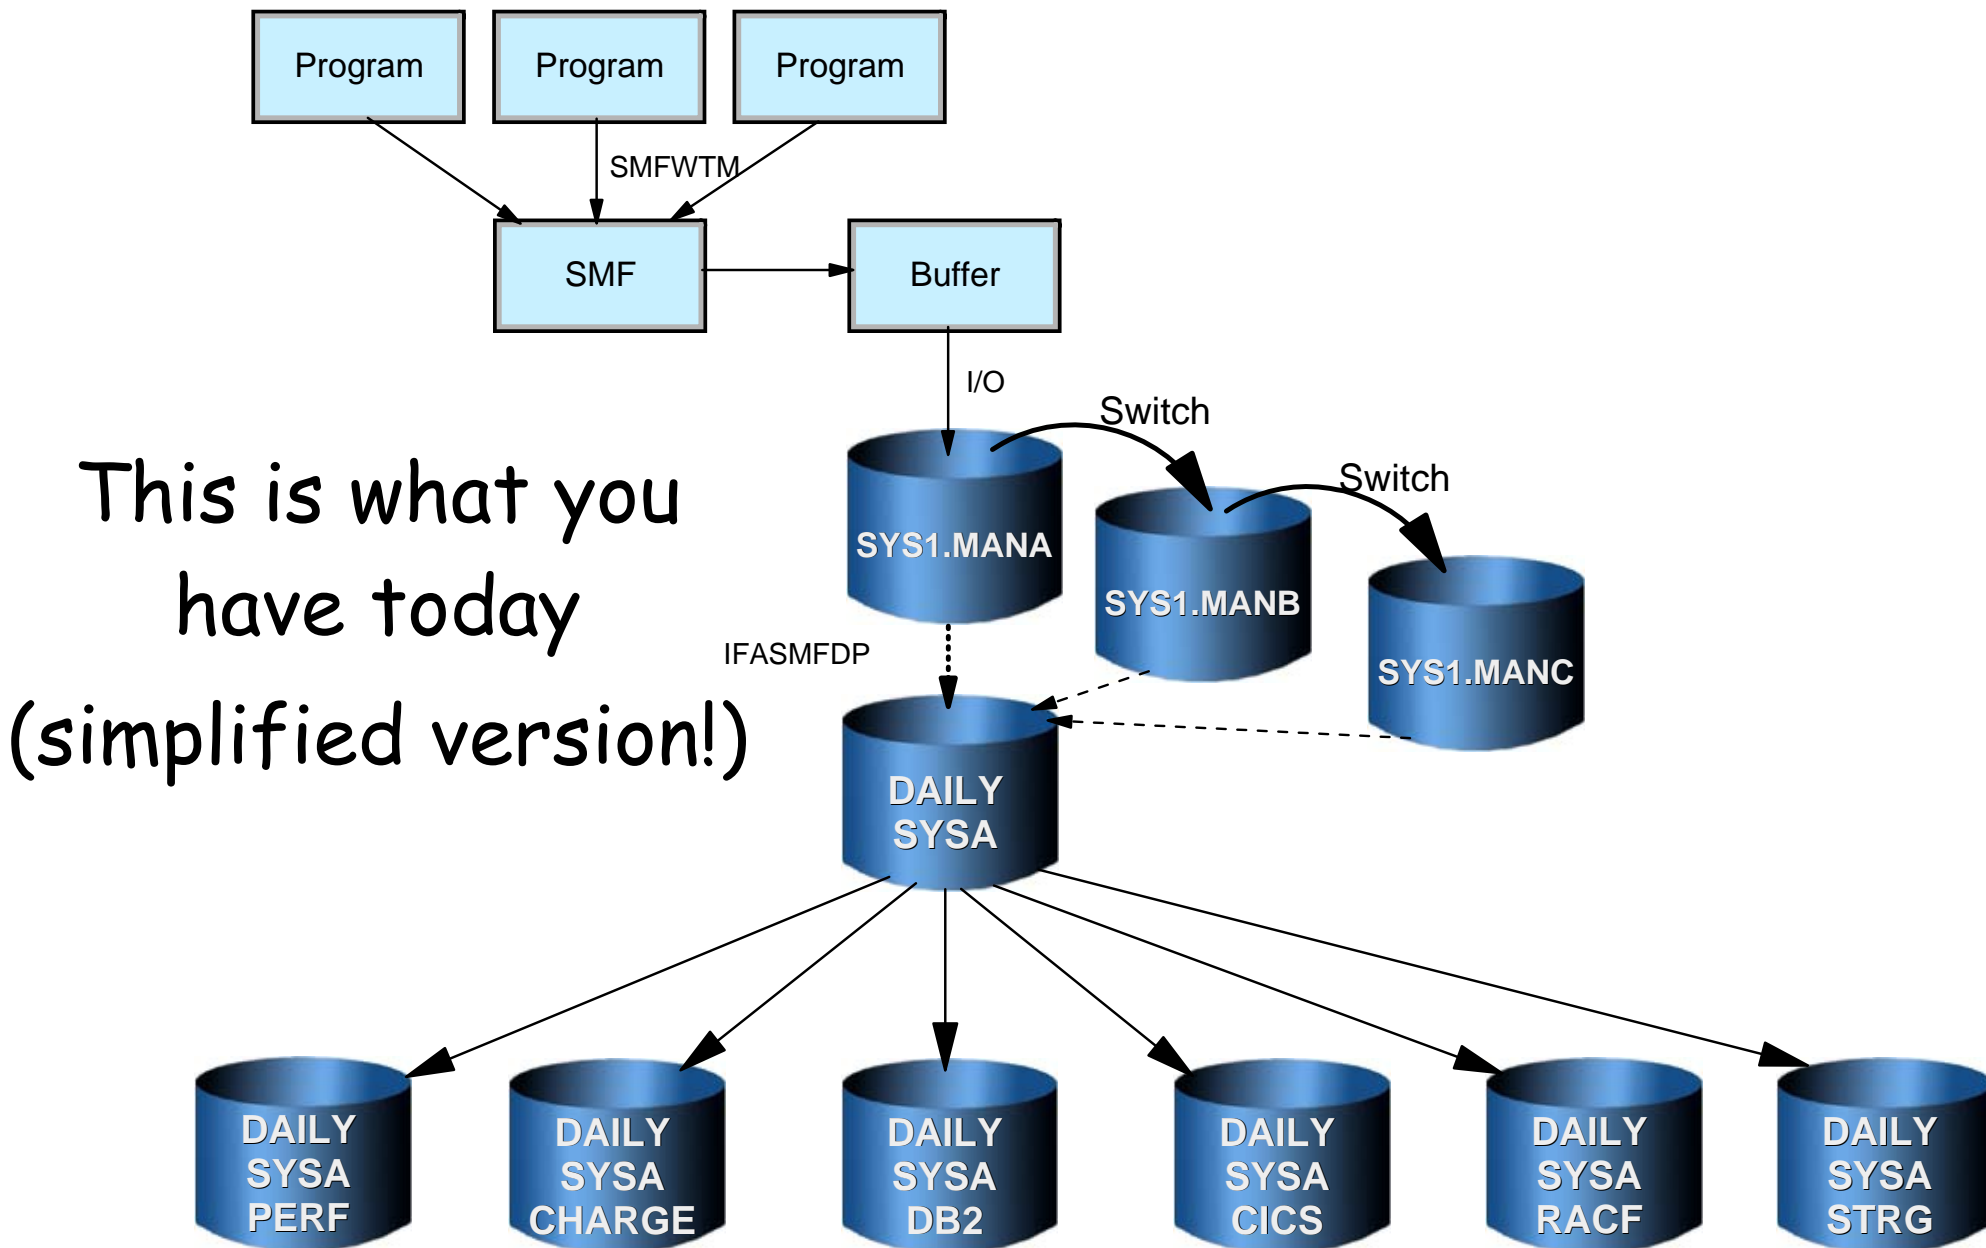 Program
Program
Program
SMFWTM
SMF
Buffer
I/O
Switch
Switch
This is what you
have today
(simplified version!)
SYS1.MANA
SYS1.MANB
SYS1.MANC
IFASMFDP
DAILY
SYSA
DAILY
SYSA
PERF
DAILY
SYSA
CHARGE
DAILY
SYSA
DB2
DAILY
SYSA
CICS
DAILY
SYSA
RACF
DAILY
SYSA
STRG